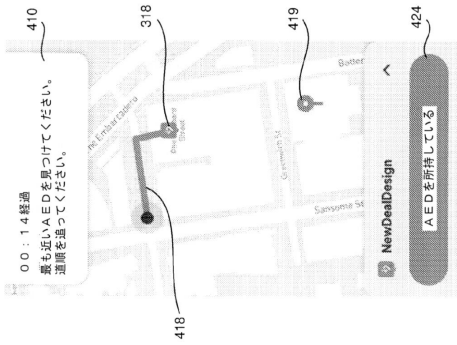 00:14経過
最も近いAEDを見つけてください。
道順を追ってください。
410
318
419
424
418
Embarcadero
Street
Greenwich St
Sansome St
Batter
NewDealDesign
AEDを所持している